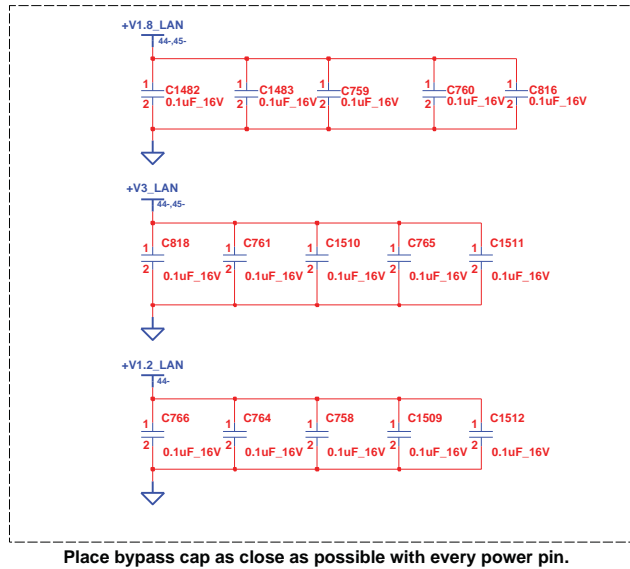 +V1.8_LAN
44-,45-
1 C1482 1 C1483 1 C759 1 C760 1 C816
2 0.1uF_16V 2 0.1uF_16V 2 0.1uF_16V 2 0.1uF_16V 2 0.1uF_16V
+V3_LAN
44-,45-
1 C818 1 C761 1 C1510 1 C765 1 C1511
2 0.1uF_16V 2 0.1uF_16V 2 0.1uF_16V 2 0.1uF_16V 2 0.1uF_16V
+V1.2_LAN
44-
1 C766 1 C764 1 C758 1 C1509 1 C1512
2 0.1uF_16V 2 0.1uF_16V 2 0.1uF_16V 2 0.1uF_16V 2 0.1uF_16V
Place bypass cap as close as possible with every power pin.